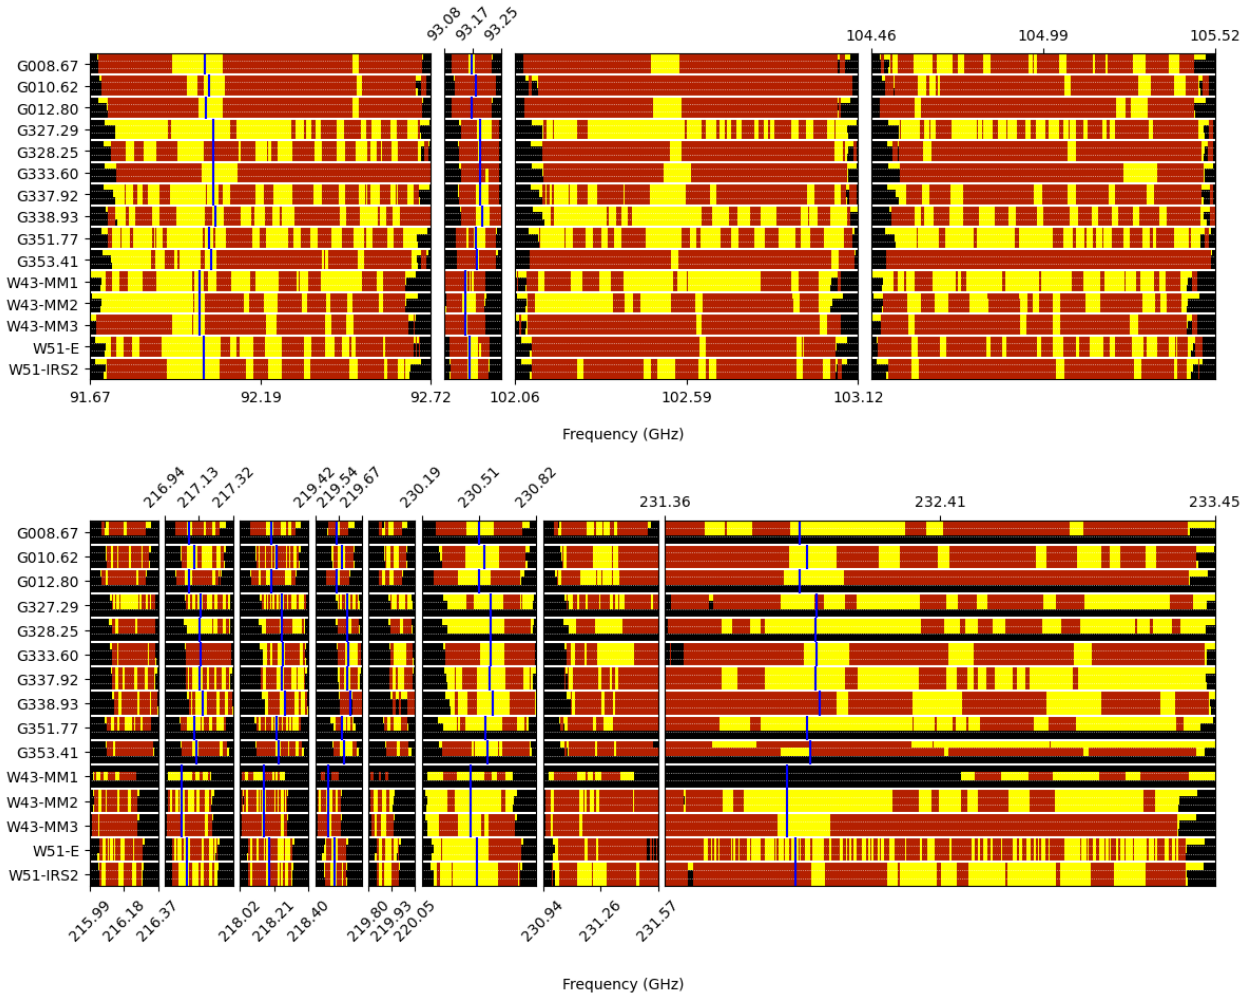 93.08 93.17 93.25 104.46 104.99 105.52
G008.67
G010.62
G012.80
G327.29
G328.25
G333.60
G337.92
G338.93
G351.77
G353.41
W43-MM1
W43-MM2
W43-MM3
W51-E
W51-IRS2
91.67 92.19 92.72 102.06 102.59 103.12
Frequency (GHz)
216.94 217.13 217.32 219.42 219.54 219.67 230.19 230.51 230.82 231.36 232.41 233.45
G008.67
G010.62
G012.80
G327.29
G328.25
G333.60
G337.92
G338.93
G351.77
G353.41
W43-MM1
W43-MM2
W43-MM3
W51-E
W51-IRS2
215.99 216.18 216.37 218.02 218.21 218.40 219.80 219.93 220.05 230.94 231.26 231.57
Frequency (GHz)